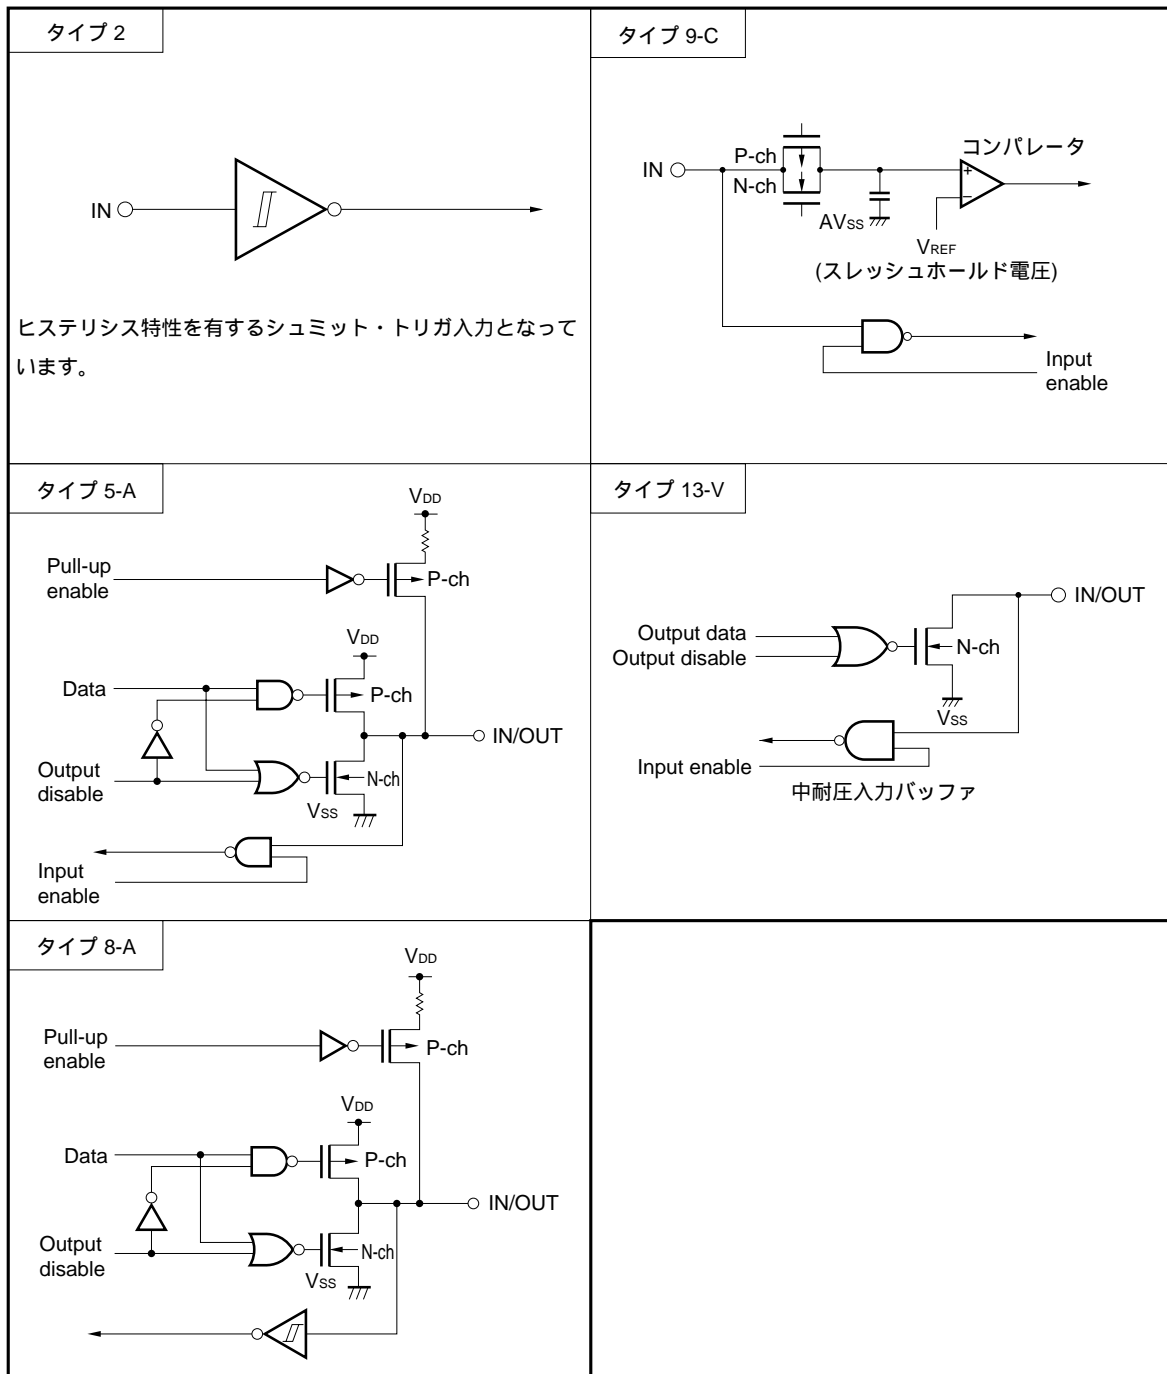 タイプ 2
IN
ヒステリシス特性を有するシュミット・トリガ入力となって
います。
タイプ 9-C
コンパレータ
P-ch
IN
N-ch
+
−
AVSS
VREF
(スレッシュホールド電圧)
Input
enable
タイプ 5-A
VDD
Pull-up
enable
P-ch
VDD
Data
P-ch
IN/OUT
Output
disable
N-ch
VSS
Input
enable
タイプ 13-V
IN/OUT
Output data
Output disable
N-ch
VSS
Input enable
中耐圧入力バッファ
タイプ 8-A
VDD
Pull-up
enable
P-ch
VDD
Data
P-ch
IN/OUT
Output
disable
N-ch
VSS